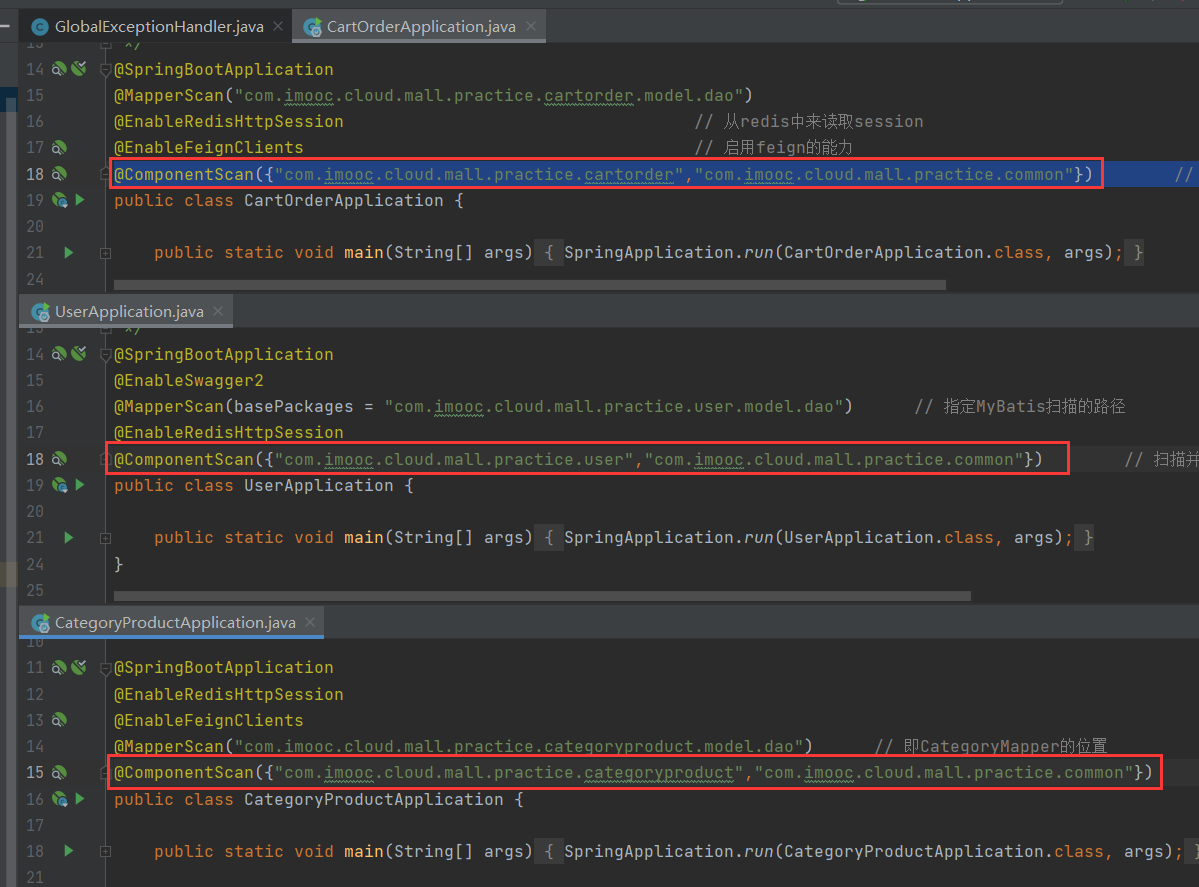 GlobalExceptionHandler.java × CartOrderApplication.java ×
13 */
14 @SpringBootApplication
15 @MapperScan("com.imooc.cloud.mall.practice.cartorder.model.dao")
16 @EnableRedisHttpSession // 从redis中来读取session
17 @EnableFeignClients // 启用feign的能力
18 @ComponentScan({"com.imooc.cloud.mall.practice.cartorder","com.imooc.cloud.mall.practice.common"}) //
19 public class CartOrderApplication {
20
21 public static void main(String[] args) { SpringApplication.run(CartOrderApplication.class, args); }
24
UserApplication.java ×
13 */
14 @SpringBootApplication
15 @EnableSwagger2
16 @MapperScan(basePackages = "com.imooc.cloud.mall.practice.user.model.dao") // 指定MyBatis扫描的路径
17 @EnableRedisHttpSession
18 @ComponentScan({"com.imooc.cloud.mall.practice.user","com.imooc.cloud.mall.practice.common"}) // 扫描并
19 public class UserApplication {
20
21 public static void main(String[] args) { SpringApplication.run(UserApplication.class, args); }
24 }
25
CategoryProductApplication.java ×
10
11 @SpringBootApplication
12 @EnableRedisHttpSession
13 @EnableFeignClients
14 @MapperScan("com.imooc.cloud.mall.practice.categoryproduct.model.dao") // 即CategoryMapper的位置
15 @ComponentScan({"com.imooc.cloud.mall.practice.categoryproduct","com.imooc.cloud.mall.practice.common"})
16 public class CategoryProductApplication {
17
18 public static void main(String[] args) { SpringApplication.run(CategoryProductApplication.class, args); }
21